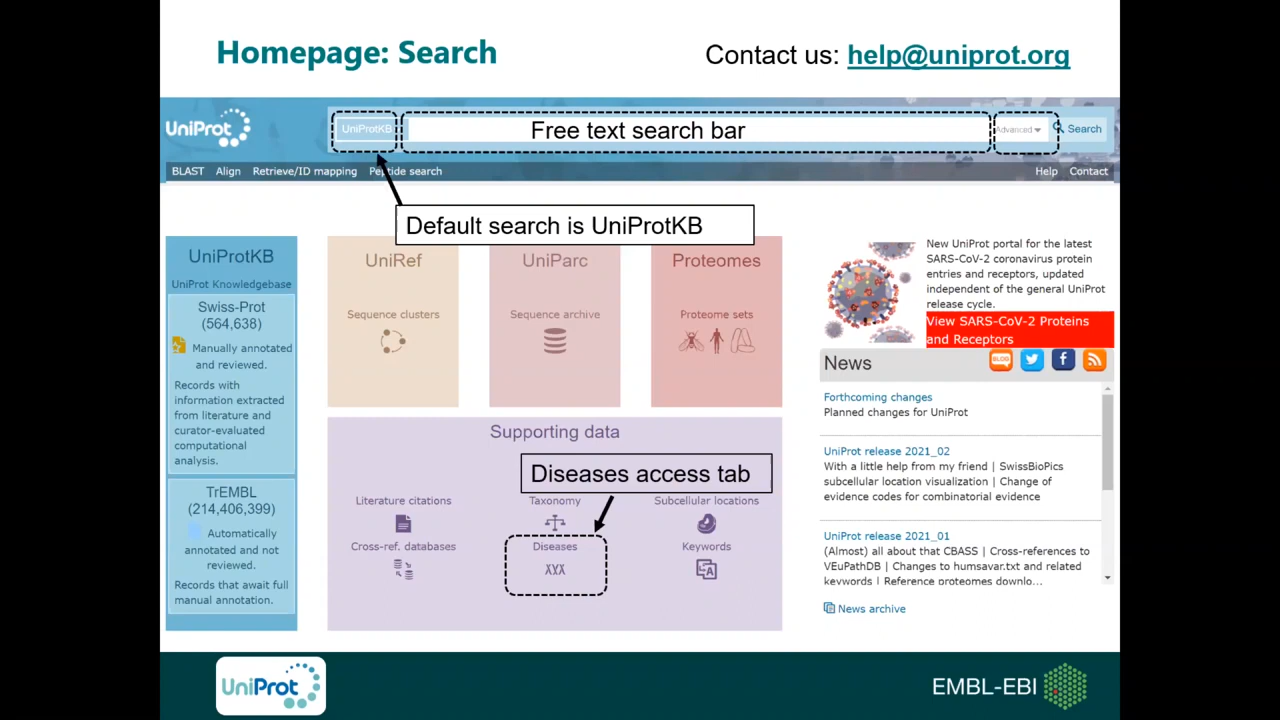 Homepage: Search
Contact us: help@uniprot.org
UniProt
UniProtKB
Free text search bar
Advanced
Search
BLAST Align Retrieve/ID mapping Peptide search
Help Contact
Default search is UniProtKB
UniProtKB
UniProt Knowledgebase
Swiss-Prot
(564,638)
Manually annotated
and reviewed.
Records with
information extracted
from literature and
curator-evaluated
computational
analysis.
TrEMBL
(214,406,399)
Automatically
annotated and not
reviewed.
Records that await full
manual annotation.
UniRef
Sequence clusters
UniParc
Sequence archive
Proteomes
Proteome sets
Supporting data
Diseases access tab
Literature citations
Taxonomy
Subcellular locations
Cross-ref. databases
Diseases
Keywords
XXX
New UniProt portal for the latest
SARS-CoV-2 coronavirus protein
entries and receptors, updated
independent of the general UniProt
release cycle.
View SARS-CoV-2 Proteins
and Receptors
News
BLOG
Forthcoming changes
Planned changes for UniProt
UniProt release 2021_02
With a little help from my friend | SwissBioPics
subcellular location visualization | Change of
evidence codes for combinatorial evidence
UniProt release 2021_01
(Almost) all about that CBASS | Cross-references to
VEuPathDB | Changes to humsavar.txt and related
keywords | Reference proteomes downlo...
News archive
UniProt
EMBL-EBI